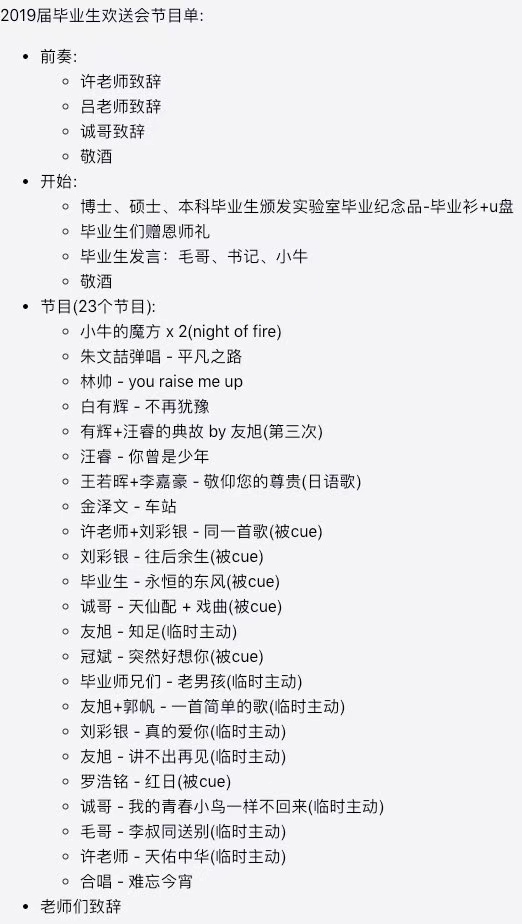 2019届毕业生欢送会节目单:
前奏:
许老师致辞
吕老师致辞
诚哥致辞
敬酒
开始:
博士、硕士、本科毕业生颁发实验室毕业纪念品-毕业衫+u盘
毕业生们赠恩师礼
毕业生发言：毛哥、书记、小牛
敬酒
节目(23个节目):
小牛的魔方 x 2(night of fire)
朱文喆弹唱 - 平凡之路
林帅 - you raise me up
白有辉 - 不再犹豫
有辉+汪睿的典故 by 友旭(第三次)
汪睿 - 你曾是少年
王若晖+李嘉豪 - 敬仰您的尊贵(日语歌)
金泽文 - 车站
许老师+刘彩银 - 同一首歌(被cue)
刘彩银 - 往后余生(被cue)
毕业生 - 永恒的东风(被cue)
诚哥 - 天仙配 + 戏曲(被cue)
友旭 - 知足(临时主动)
冠斌 - 突然好想你(被cue)
毕业师兄们 - 老男孩(临时主动)
友旭+郭帆 - 一首简单的歌(临时主动)
刘彩银 - 真的爱你(临时主动)
友旭 - 讲不出再见(临时主动)
罗浩铭 - 红日(被cue)
诚哥 - 我的青春小鸟一样不回来(临时主动)
毛哥 - 李叔同送别(临时主动)
许老师 - 天佑中华(临时主动)
合唱 - 难忘今宵
老师们致辞